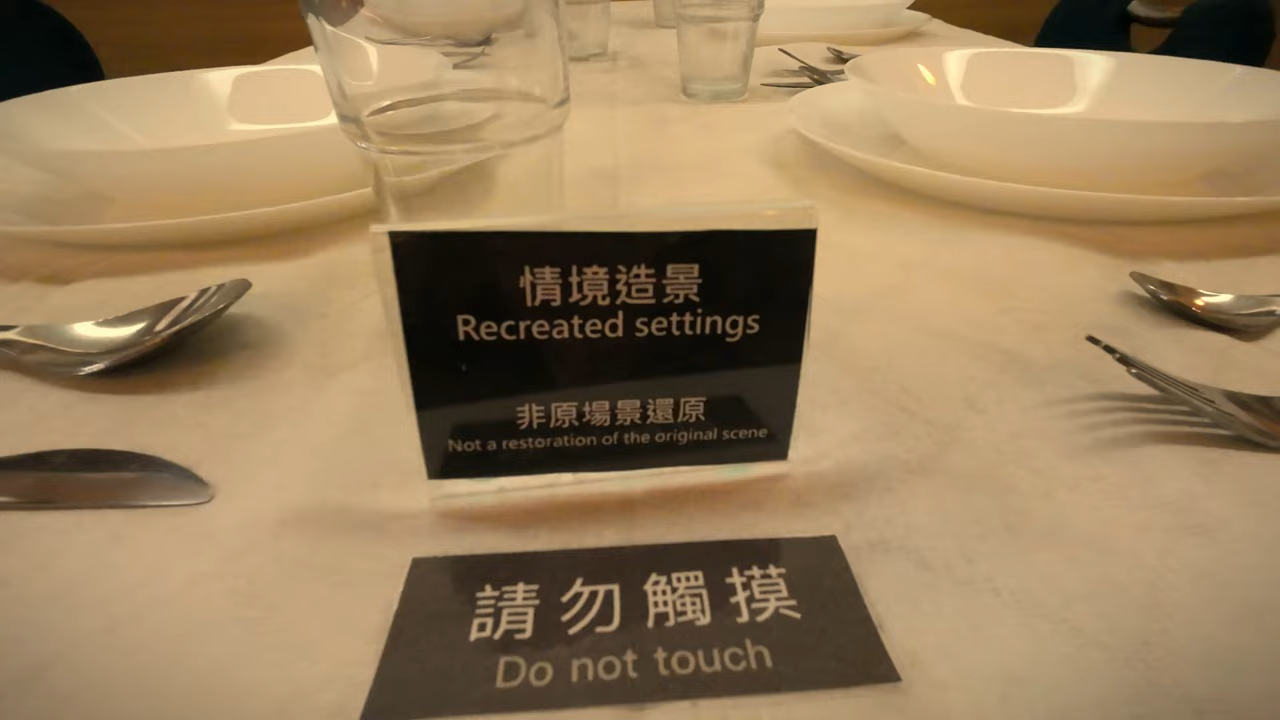 情境造景
Recreated settings
非原場景還原
Not a restoration of the original scene
請勿觸摸
Do not touch